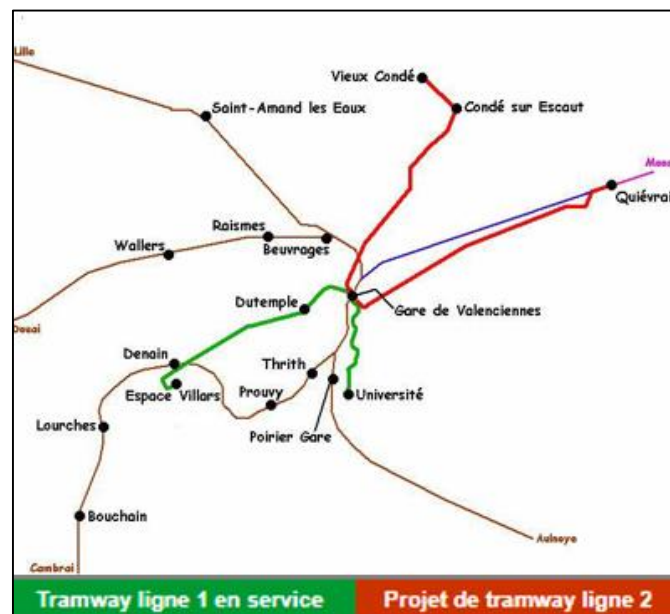 Lille
Vieux Condé
Saint-Amand les Eaux
Condé sur Escaut
Mons
Quiévrai
Raismes
Wallers
Beuvrages
Dutemple
Gare de Valenciennes
Douai
Denain
Thrith
Espace Villars
Prouvy
Université
Lourches
Poirier Gare
Bouchain
Aulnoye
Cambrai
Tramway ligne 1 en service
Projet de tramway ligne 2